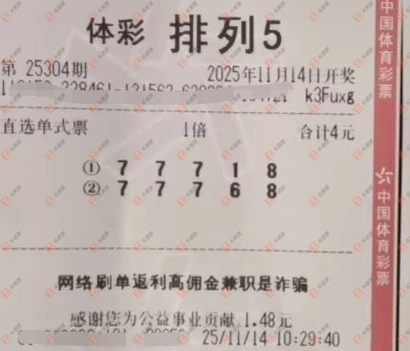 体彩 排列5
第 25304期 2025年11月14日开奖
k3Fuxg
直选单式票 1倍 合计4元
① 7 7 7 1 8
② 7 7 7 6 8
网络刷单返利高佣金兼职是诈骗
感谢您为公益事业贡献 1.48元
25/11/14 10:29:40
中国体育彩票
中国体育彩票